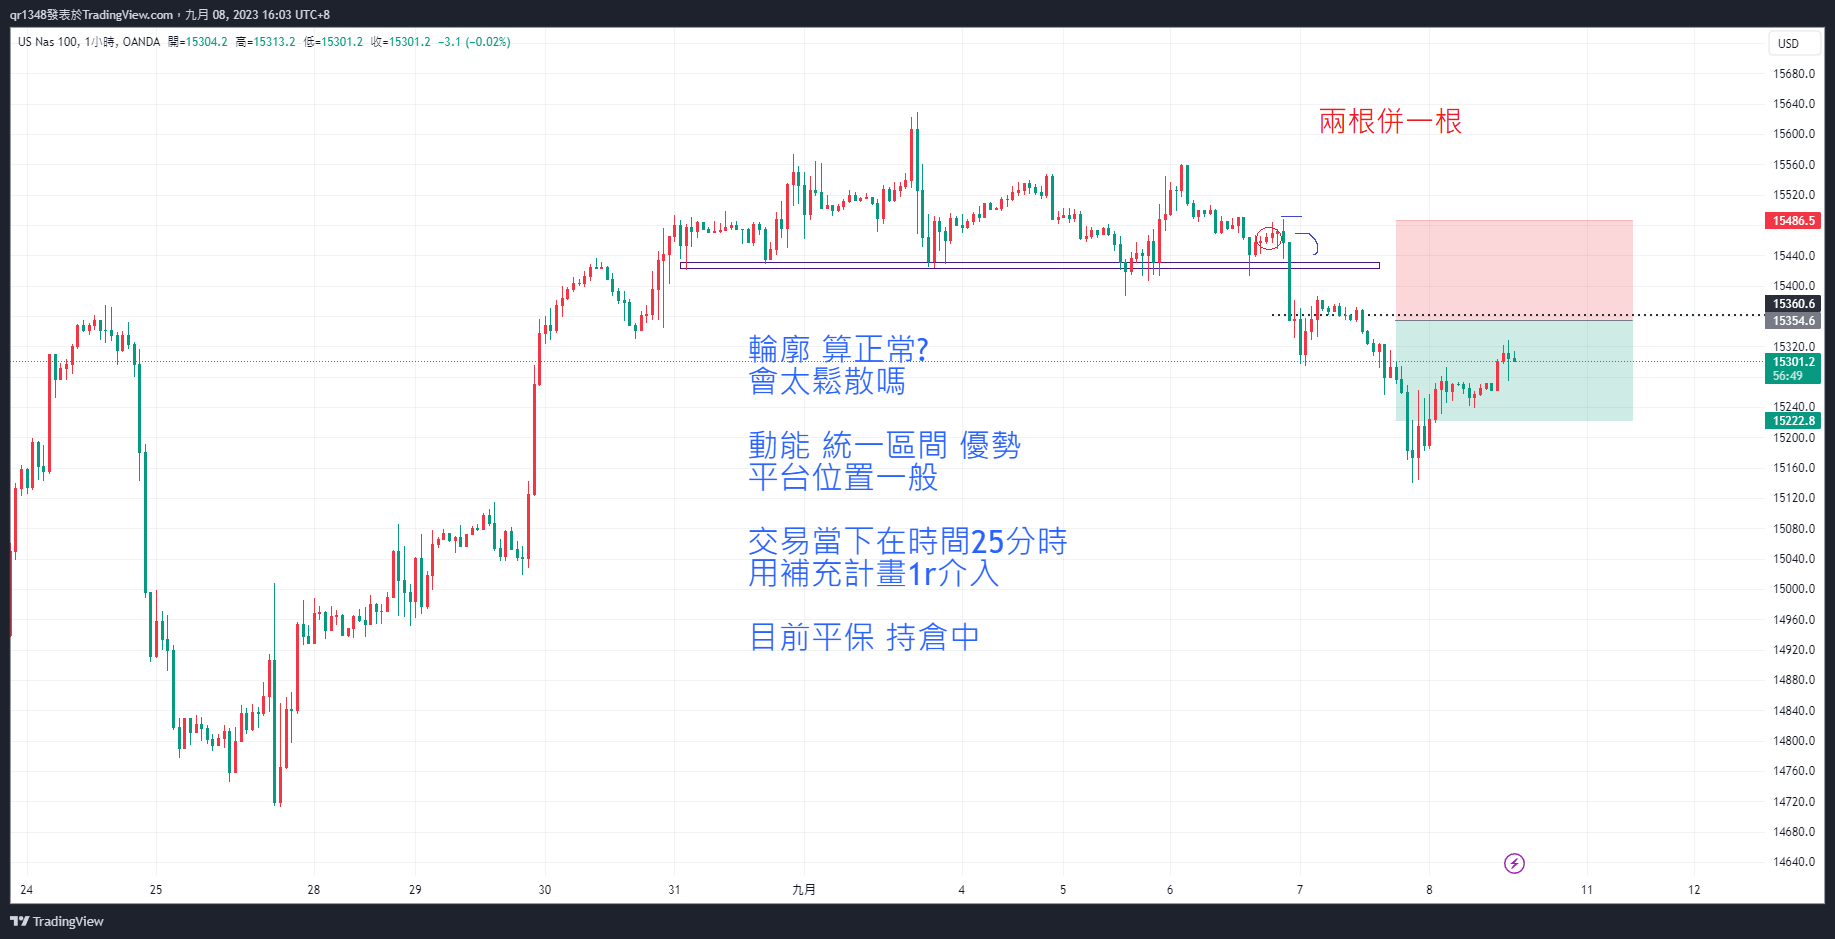 qr1348發表於TradingView.com，九月 08, 2023 16:03 UTC+8
US Nas 100, 1小時, OANDA 開=15304.2 高=15313.2 低=15301.2 收=15301.2 −3.1 (−0.02%)
USD
15680.0
15640.0
兩根併一根
15600.0
15560.0
15520.0
15486.5
15440.0
15400.0
15360.6
15354.6
15320.0
輪廓 算正常?
15301.2
56:49
會太鬆散嗎
15240.0
15222.8
動能 統一區間 優勢
15200.0
平台位置一般
15160.0
15120.0
15080.0
交易當下在時間25分時
15040.0
用補充計畫1r介入
15000.0
14960.0
目前平保 持倉中
14920.0
14880.0
14840.0
14800.0
14760.0
14720.0
14680.0
14640.0
24 25 28 29 30 31 九月 4 5 6 7 8 11 12
TradingView